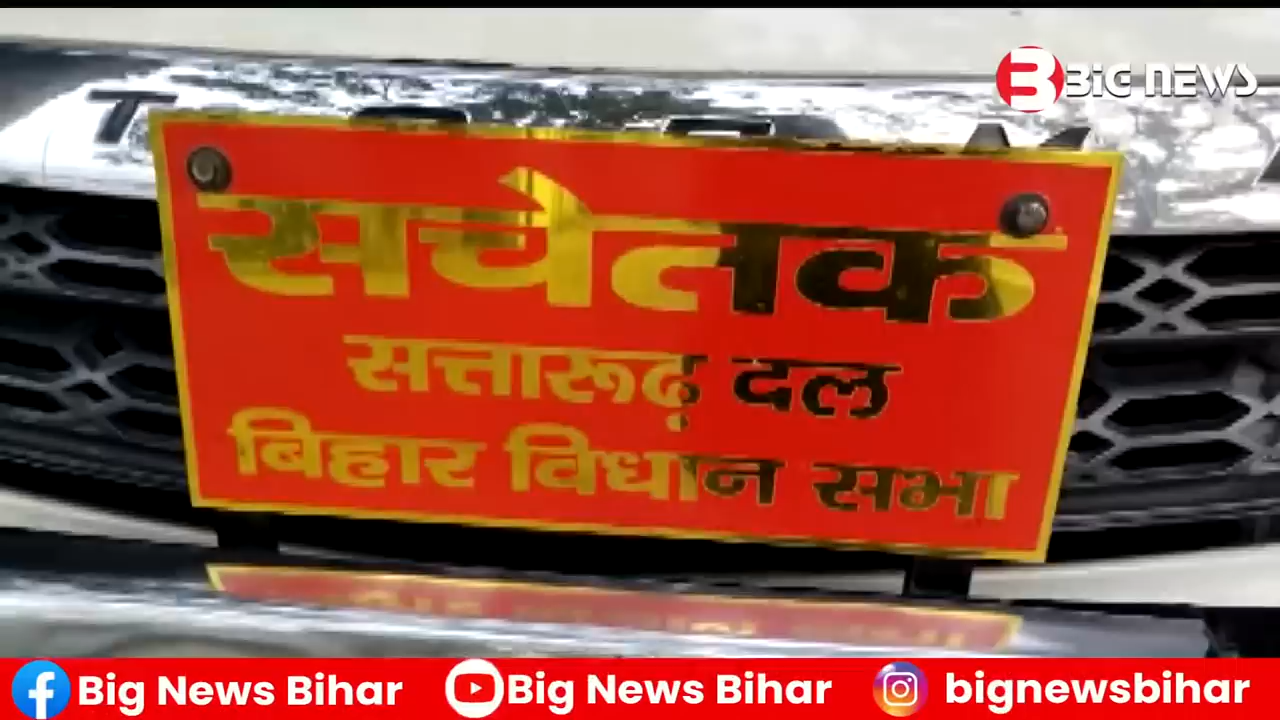 BIG NEWS
सचेतक
सत्तारूढ़ दल
बिहार विधान सभा
Big News Bihar
Big News Bihar
bignewsbihar